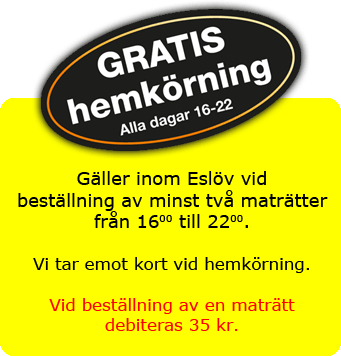 GRATIS
hemkörning
Alla dagar 16-22
Gäller inom Eslöv vid
beställning av minst två maträtter
från 16⁰⁰ till 22⁰⁰.
Vi tar emot kort vid hemkörning.
Vid beställning av en maträtt
debiteras 35 kr.